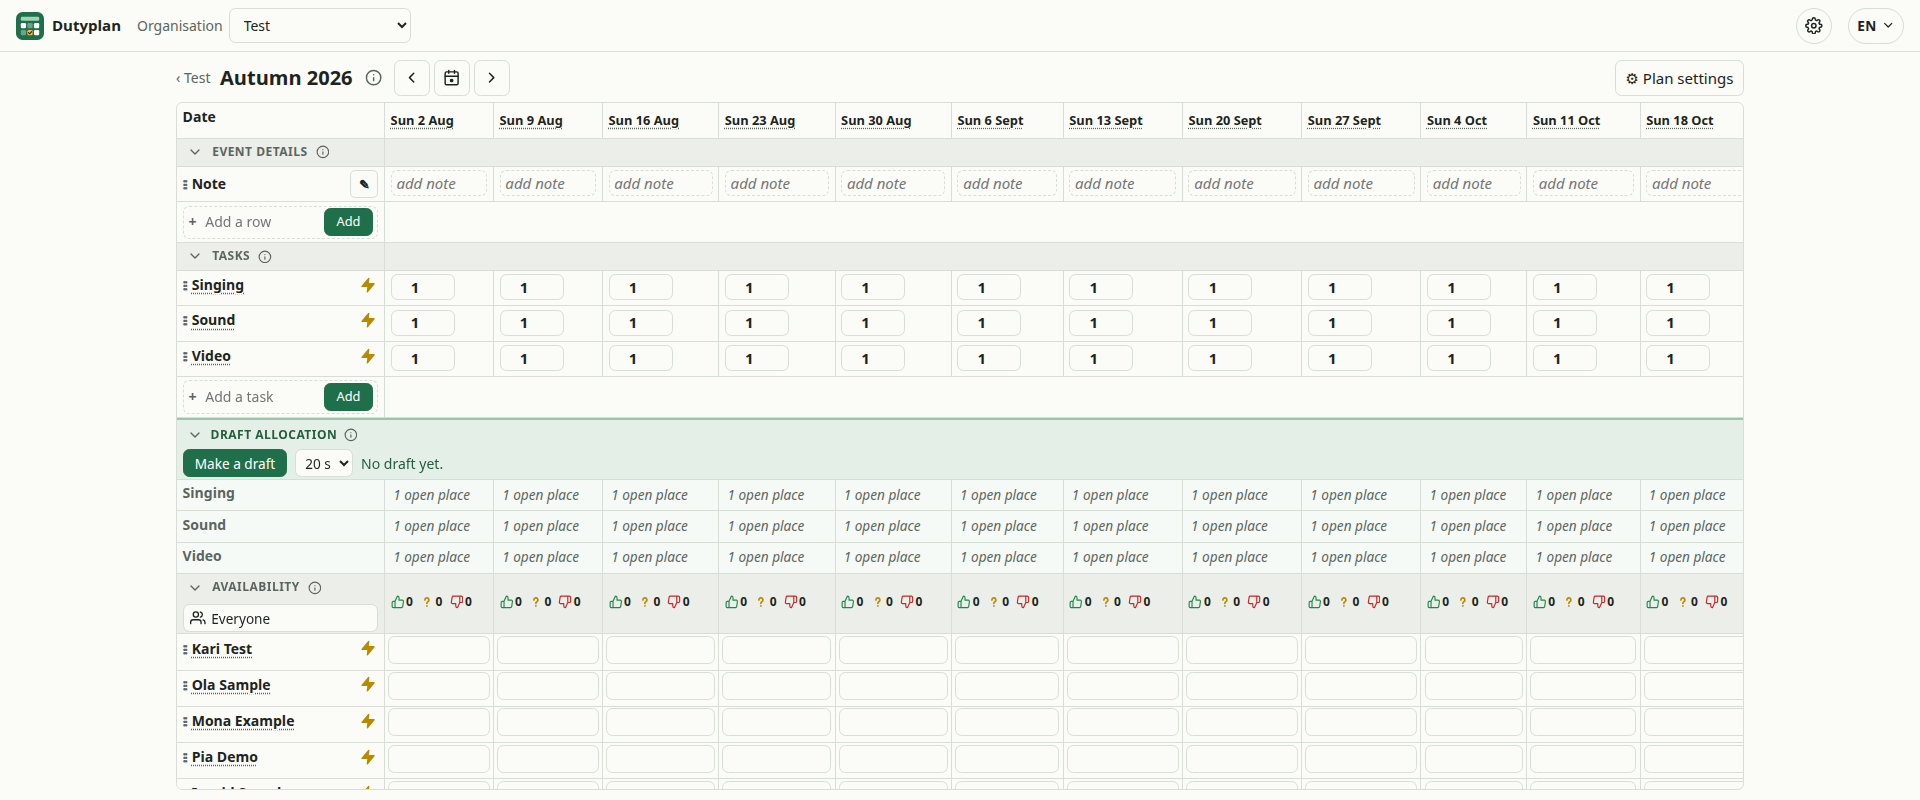 Dutyplan Organisation Test EN
‹ Test Autumn 2026 ⚙ Plan settings
Date Sun 2 Aug Sun 9 Aug Sun 16 Aug Sun 23 Aug Sun 30 Aug Sun 6 Sept Sun 13 Sept Sun 20 Sept Sun 27 Sept Sun 4 Oct Sun 11 Oct Sun 18 Oct
EVENT DETAILS
Note ✎ add note add note add note add note add note add note add note add note add note add note add note add note
+ Add a row Add
TASKS
Singing 1 1 1 1 1 1 1 1 1 1 1 1
Sound 1 1 1 1 1 1 1 1 1 1 1 1
Video 1 1 1 1 1 1 1 1 1 1 1 1
+ Add a task Add
DRAFT ALLOCATION
Make a draft 20 s No draft yet.
Singing 1 open place 1 open place 1 open place 1 open place 1 open place 1 open place 1 open place 1 open place 1 open place 1 open place 1 open place 1 open place
Sound 1 open place 1 open place 1 open place 1 open place 1 open place 1 open place 1 open place 1 open place 1 open place 1 open place 1 open place 1 open place
Video 1 open place 1 open place 1 open place 1 open place 1 open place 1 open place 1 open place 1 open place 1 open place 1 open place 1 open place 1 open place
AVAILABILITY
0 ? 0 0 0 ? 0 0 0 ? 0 0 0 ? 0 0 0 ? 0 0 0 ? 0 0 0 ? 0 0 0 ? 0 0 0 ? 0 0 0 ? 0 0 0 ? 0 0 0 ? 0 0
Everyone
Kari Test
Ola Sample
Mona Example
Pia Demo